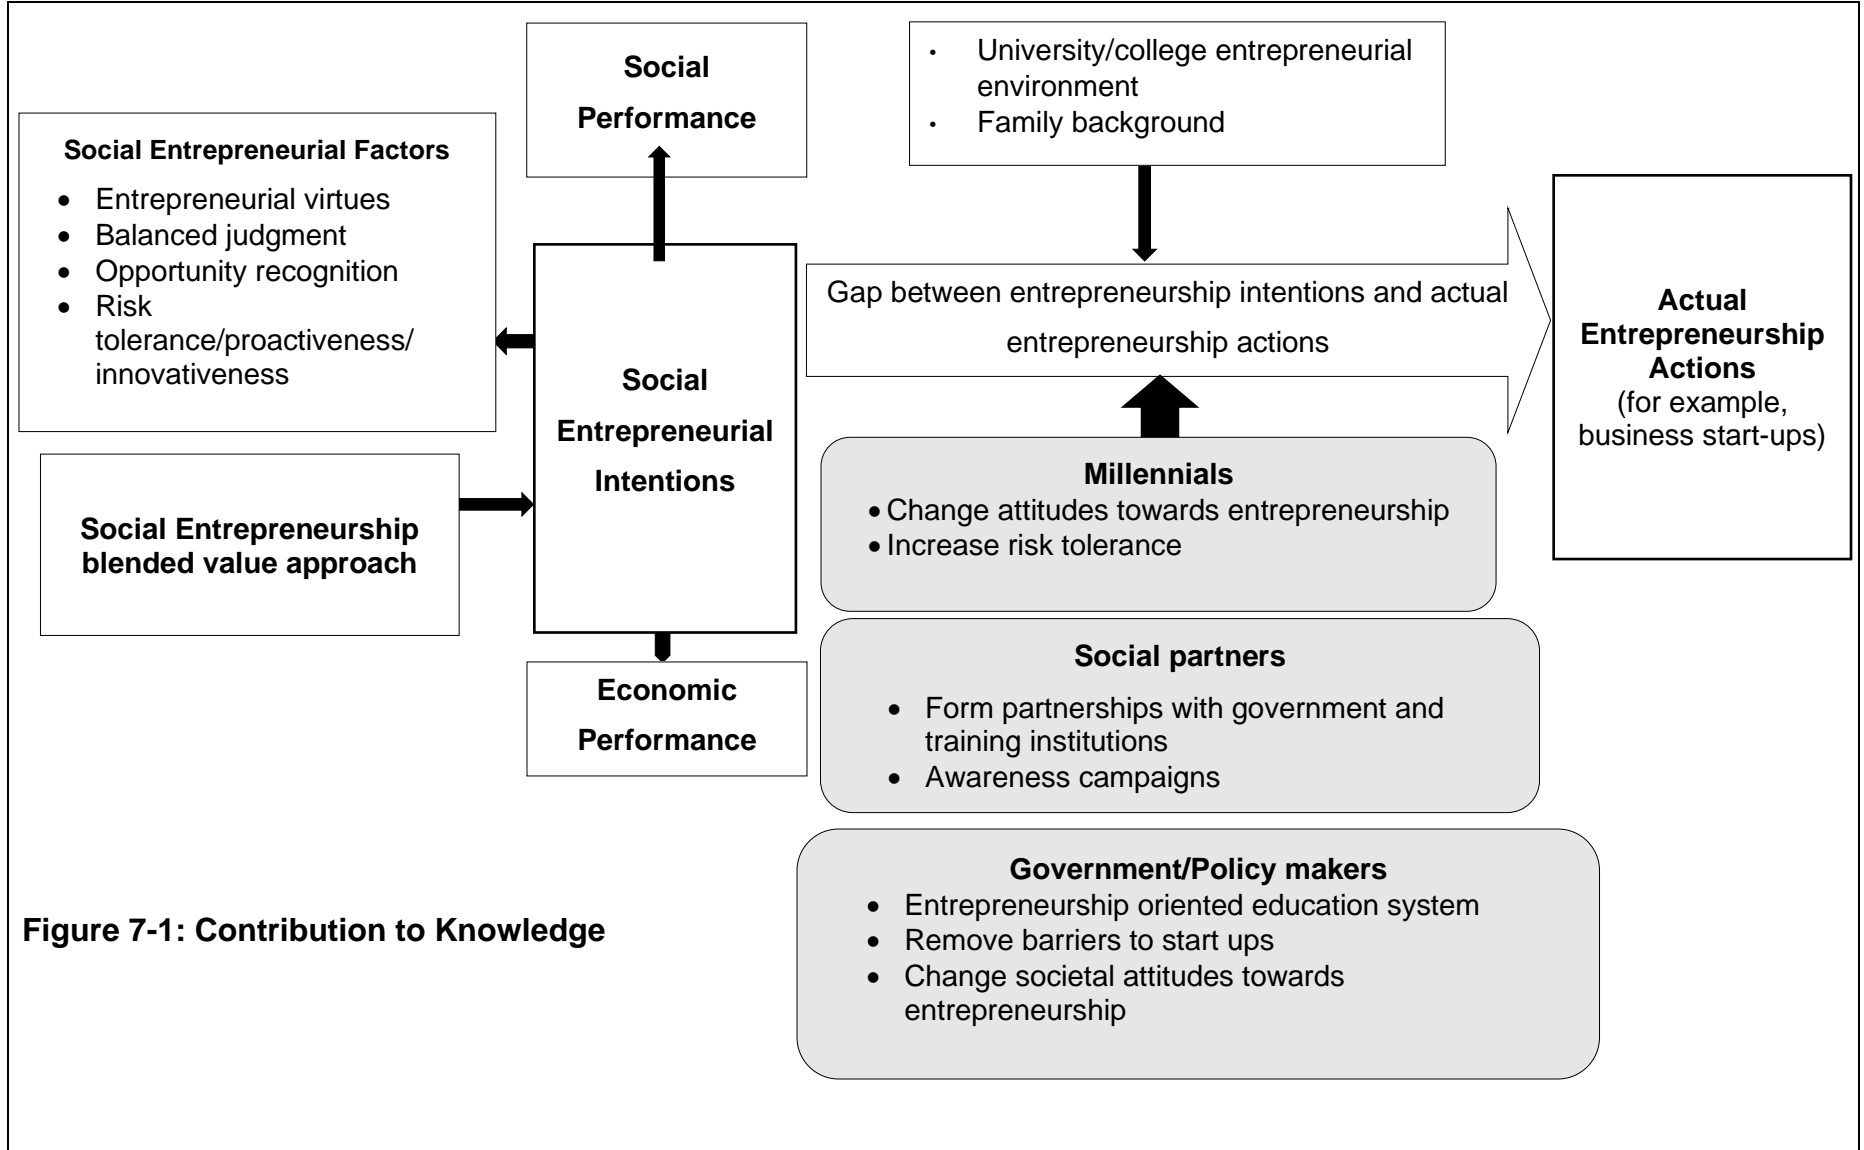 Social
Performance
• University/college entrepreneurial
environment
• Family background
Social Entrepreneurial Factors
• Entrepreneurial virtues
• Balanced judgment
• Opportunity recognition
• Risk
tolerance/proactiveness/
innovativeness
Social
Entrepreneurial
Intentions
Gap between entrepreneurship intentions and actual
entrepreneurship actions
Actual
Entrepreneurship
Actions
(for example,
business start-ups)
Social Entrepreneurship
blended value approach
Millennials
• Change attitudes towards entrepreneurship
• Increase risk tolerance
Economic
Performance
Social partners
• Form partnerships with government and
training institutions
• Awareness campaigns
Government/Policy makers
• Entrepreneurship oriented education system
• Remove barriers to start ups
• Change societal attitudes towards
entrepreneurship
Figure 7-1: Contribution to Knowledge